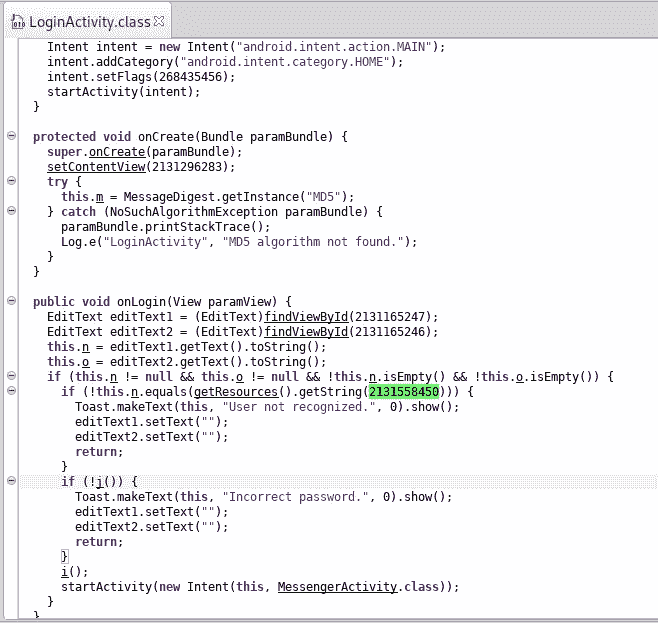 LoginActivity.class
Intent intent = new Intent("android.intent.action.MAIN");
intent.addCategory("android.intent.category.HOME");
intent.setFlags(268435456);
startActivity(intent);
}
protected void onCreate(Bundle paramBundle) {
super.onCreate(paramBundle);
setContentView(2131296283);
try {
this.m = MessageDigest.getInstance("MD5");
} catch (NoSuchAlgorithmException paramBundle) {
paramBundle.printStackTrace();
Log.e("LoginActivity", "MD5 algorithm not found.");
}
}
public void onLogin(View paramView) {
EditText editText1 = (EditText)findViewById(2131165247);
EditText editText2 = (EditText)findViewById(2131165246);
this.n = editText1.getText().toString();
this.o = editText2.getText().toString();
if (this.n != null && this.o != null && !this.n.isEmpty() && !this.o.isEmpty()) {
if (!this.n.equals(getResources().getString(2131558450))) {
Toast.makeText(this, "User not recognized.", 0).show();
editText1.setText("");
editText2.setText("");
return;
}
if (!j()) {
Toast.makeText(this, "Incorrect password.", 0).show();
editText1.setText("");
editText2.setText("");
return;
}
i();
startActivity(new Intent(this, MessengerActivity.class));
}
}